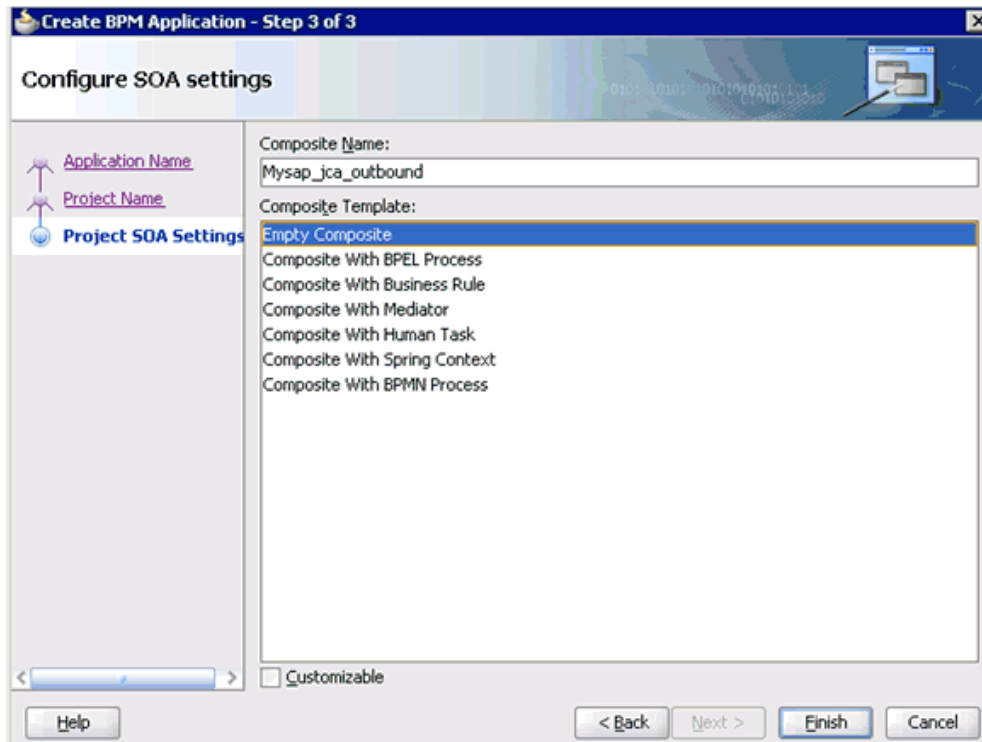 Create BPM Application - Step 3 of 3
Configure SOA settings
Application Name
Project Name
Project SOA Settings
Composite Name:
Mysap_jca_outbound
Composite Template:
Empty Composite
Composite With BPEL Process
Composite With Business Rule
Composite With Mediator
Composite With Human Task
Composite With Spring Context
Composite With BPMN Process
Customizable
Help
< Back
Next >
Finish
Cancel